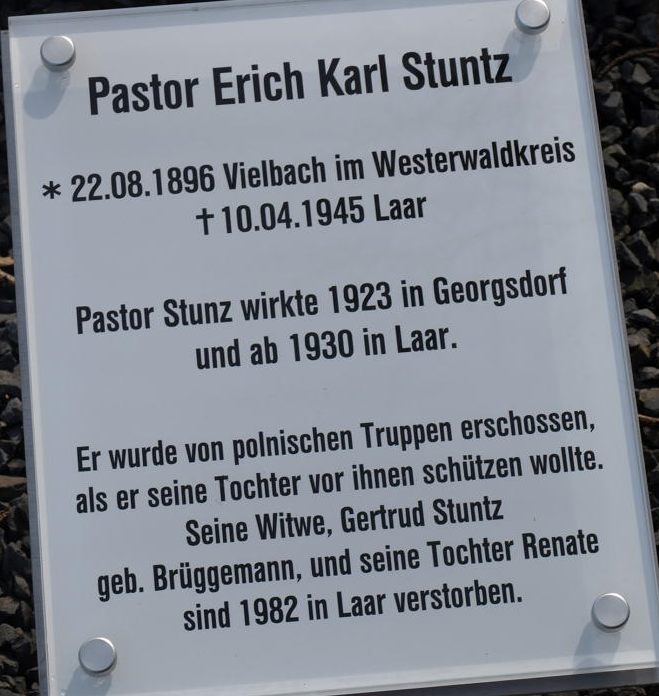 Pastor Erich Karl Stuntz
* 22.08.1896 Vielbach im Westerwaldkreis
† 10.04.1945 Laar
Pastor Stunz wirkte 1923 in Georgsdorf
und ab 1930 in Laar.
Er wurde von polnischen Truppen erschossen,
als er seine Tochter vor ihnen schützen wollte.
Seine Witwe, Gertrud Stuntz
geb. Brüggemann, und seine Tochter Renate
sind 1982 in Laar verstorben.